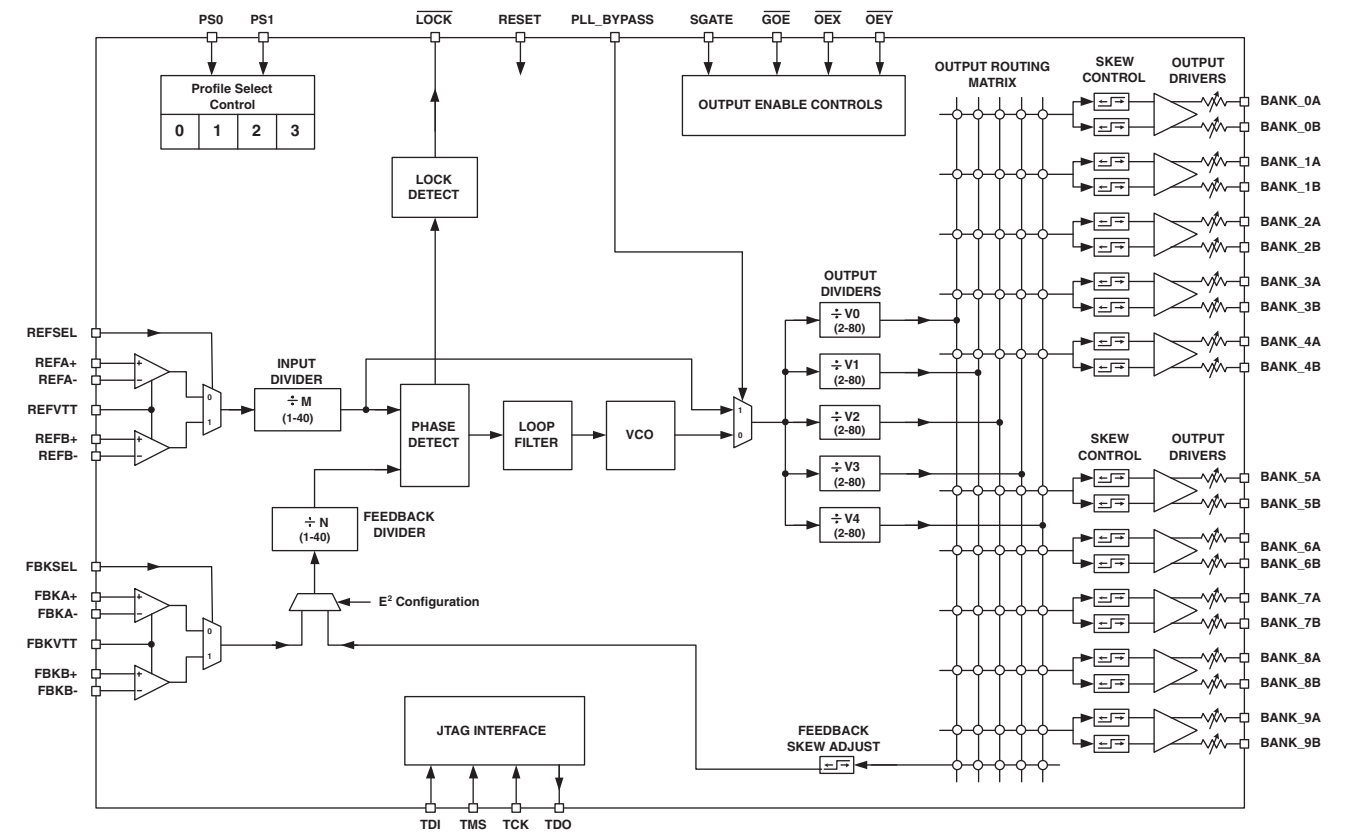 PS0 PS1 LOCK RESET PLL_BYPASS SGATE GOE OEX OEY
Profile Select
Control
0 1 2 3
OUTPUT ENABLE CONTROLS
OUTPUT ROUTING
MATRIX
SKEW
CONTROL
OUTPUT
DRIVERS
BANK_0A
BANK_0B
BANK_1A
BANK_1B
BANK_2A
BANK_2B
BANK_3A
BANK_3B
BANK_4A
BANK_4B
LOCK
DETECT
OUTPUT
DIVIDERS
÷ V0
(2-80)
÷ V1
(2-80)
÷ V2
(2-80)
÷ V3
(2-80)
÷ V4
(2-80)
REFSEL
REFA+
REFA-
REFVTT
REFB+
REFB-
+
−
+
−
0
1
INPUT
DIVIDER
÷ M
(1-40)
PHASE
DETECT
LOOP
FILTER
VCO
1
0
÷ N
(1-40)
FEEDBACK
DIVIDER
SKEW
CONTROL
OUTPUT
DRIVERS
BANK_5A
BANK_5B
BANK_6A
BANK_6B
BANK_7A
BANK_7B
BANK_8A
BANK_8B
BANK_9A
BANK_9B
FBKSEL
FBKA+
FBKA-
FBKVTT
FBKB+
FBKB-
+
−
+
−
0
1
E² Configuration
JTAG INTERFACE
FEEDBACK
SKEW ADJUST
TDI TMS TCK TDO